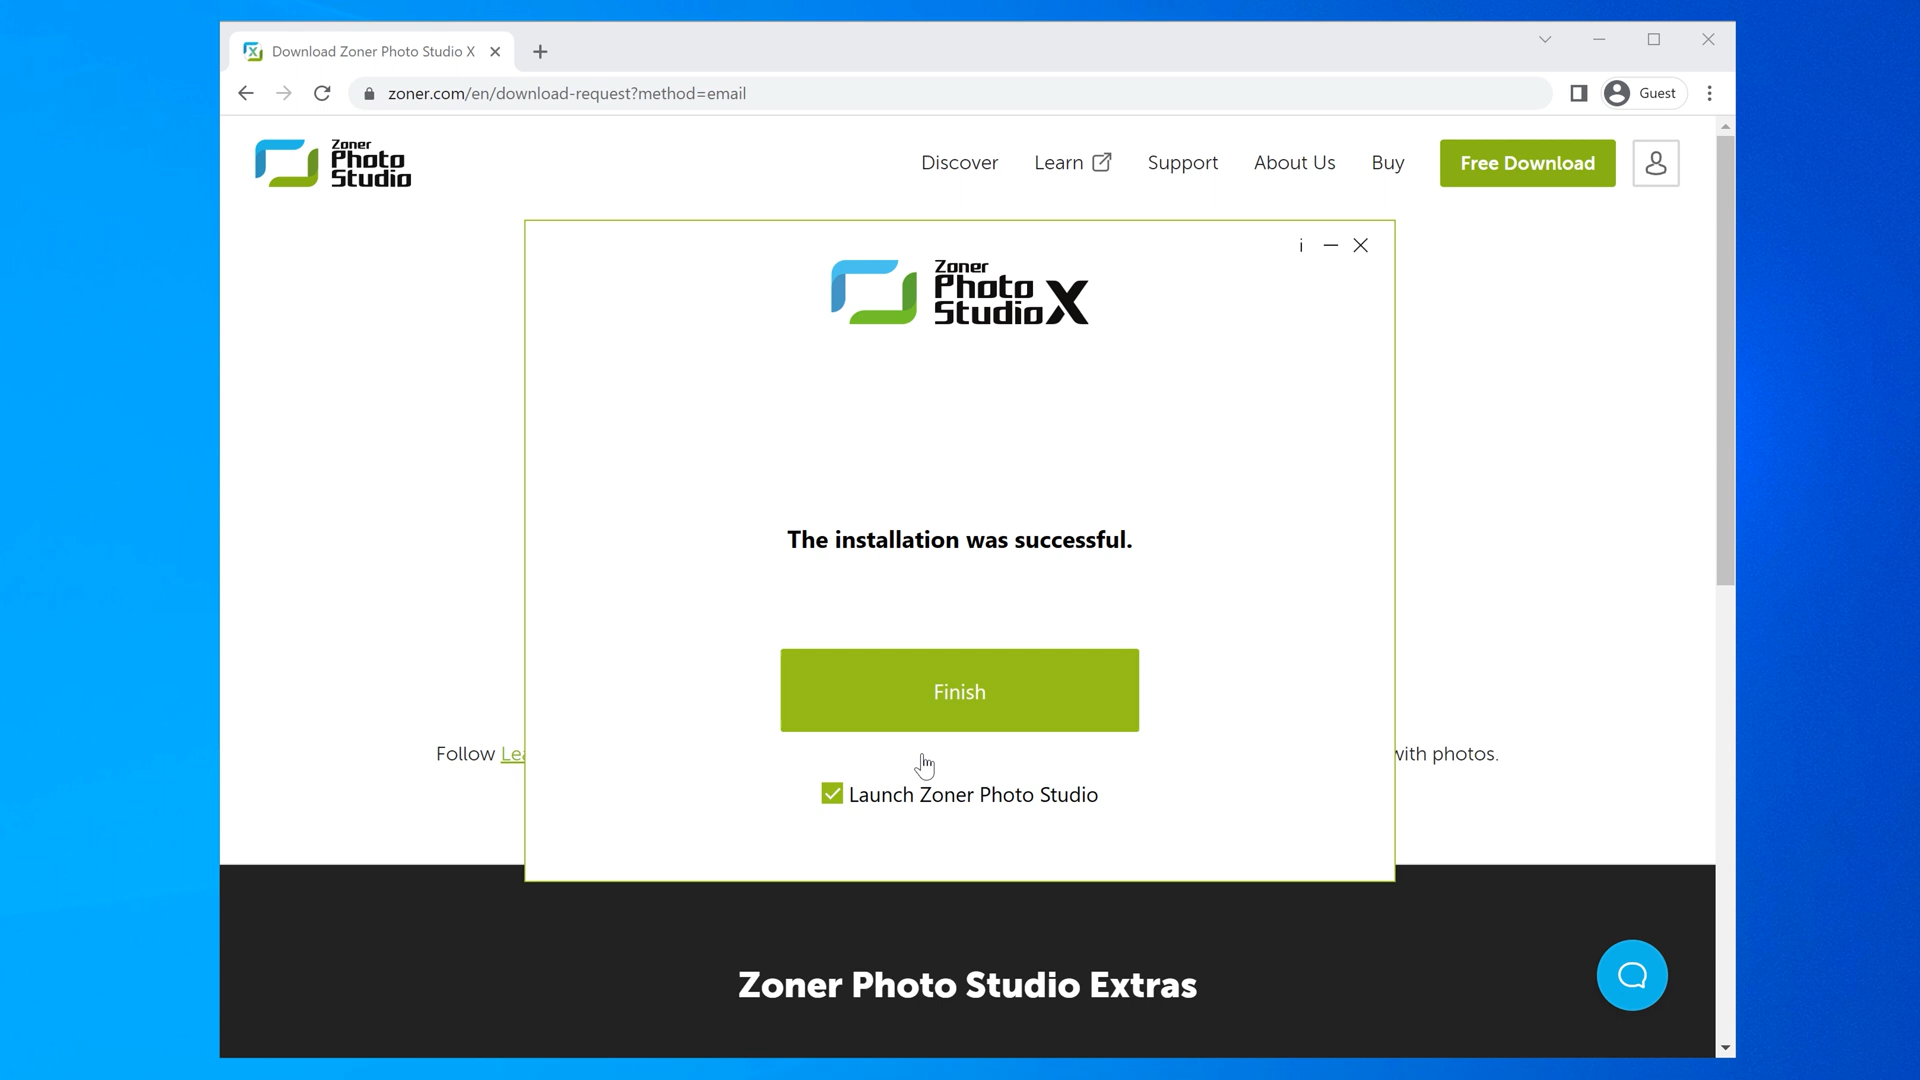 Download Zoner Photo Studio X
zoner.com/en/download-request?method=email
Guest
Zoner
Photo
Studio
Discover
Learn
Support
About Us
Buy
Free Download
i
Zoner
Photo
Studio X
The installation was successful.
Finish
Follow Lea
with photos.
Launch Zoner Photo Studio
Zoner Photo Studio Extras